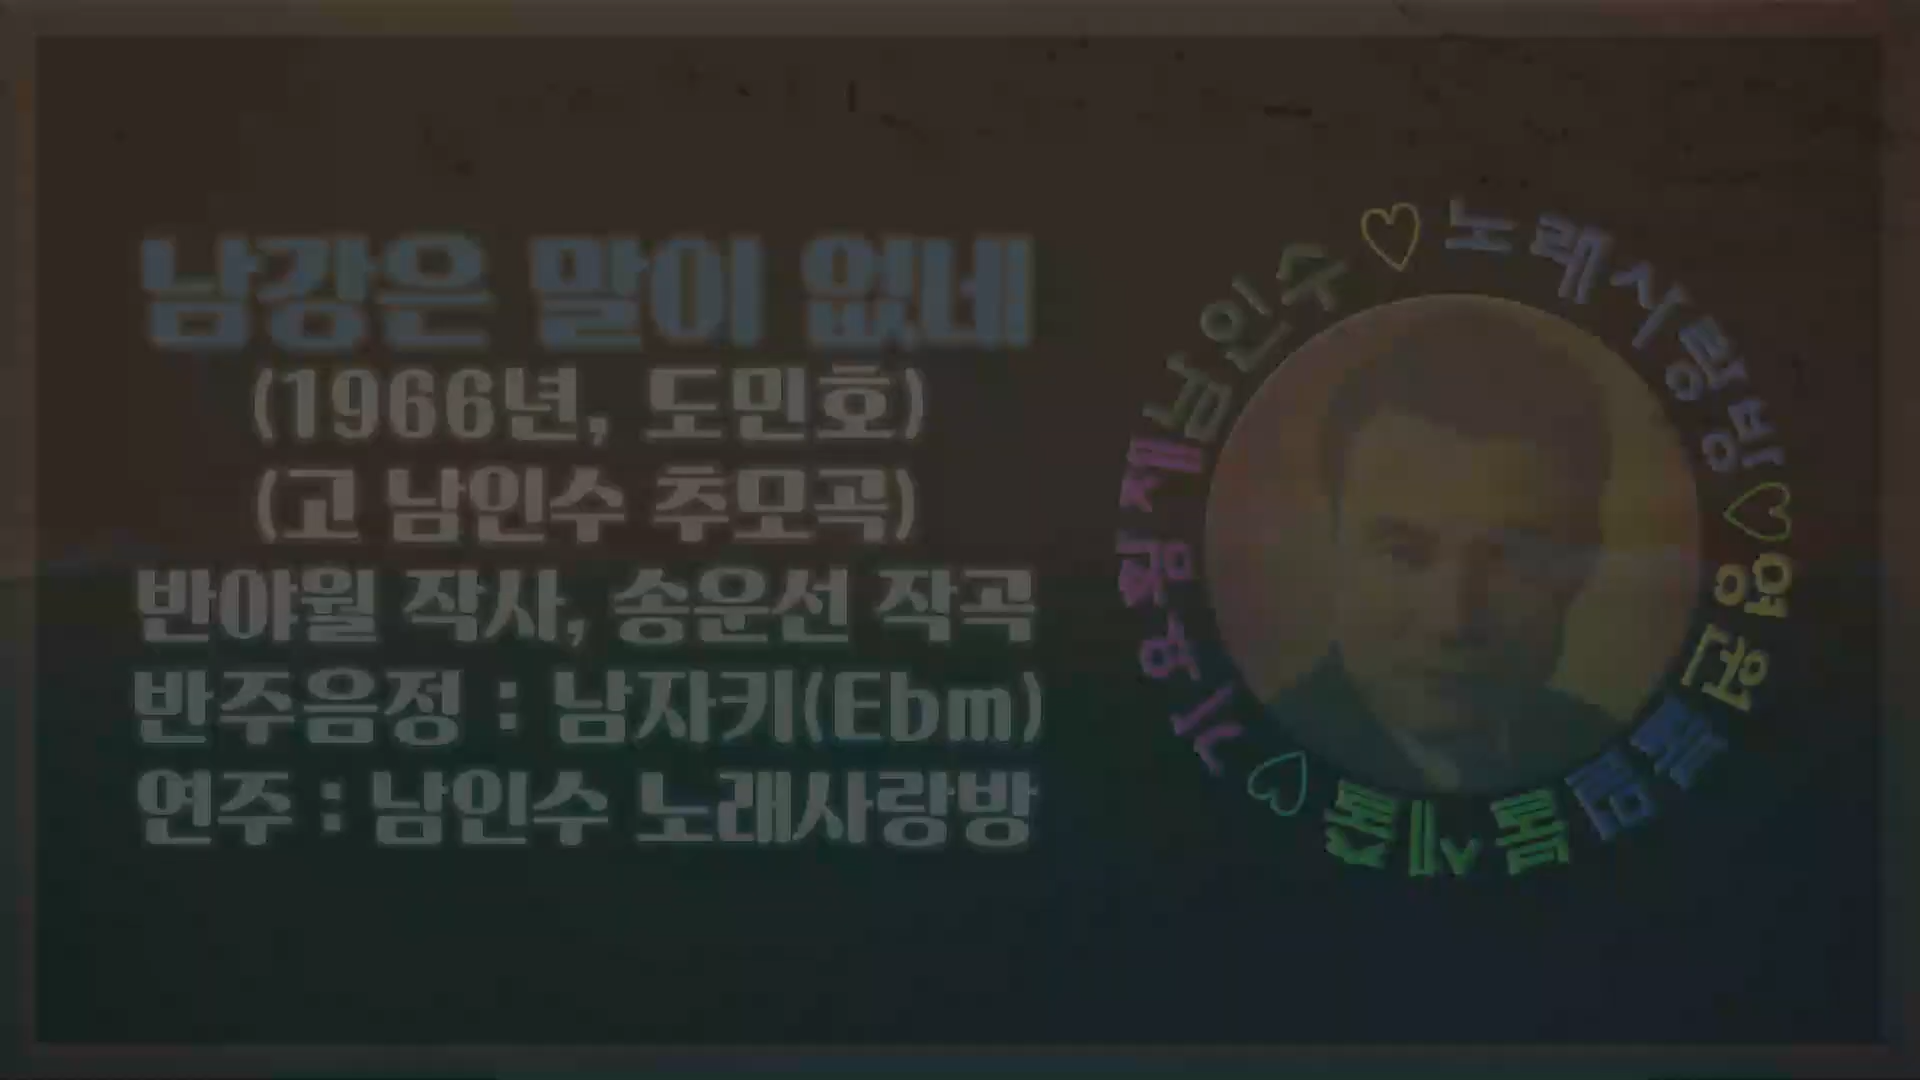 남강은 말이 없네
(1966년, 도민호)
(고 남인수 추모곡)
반야월 작사, 송운선 작곡
반주음정 : 남자키(Ebm)
연주 : 남인수 노래사랑방
남인수♡노래사랑방♡영원
♡